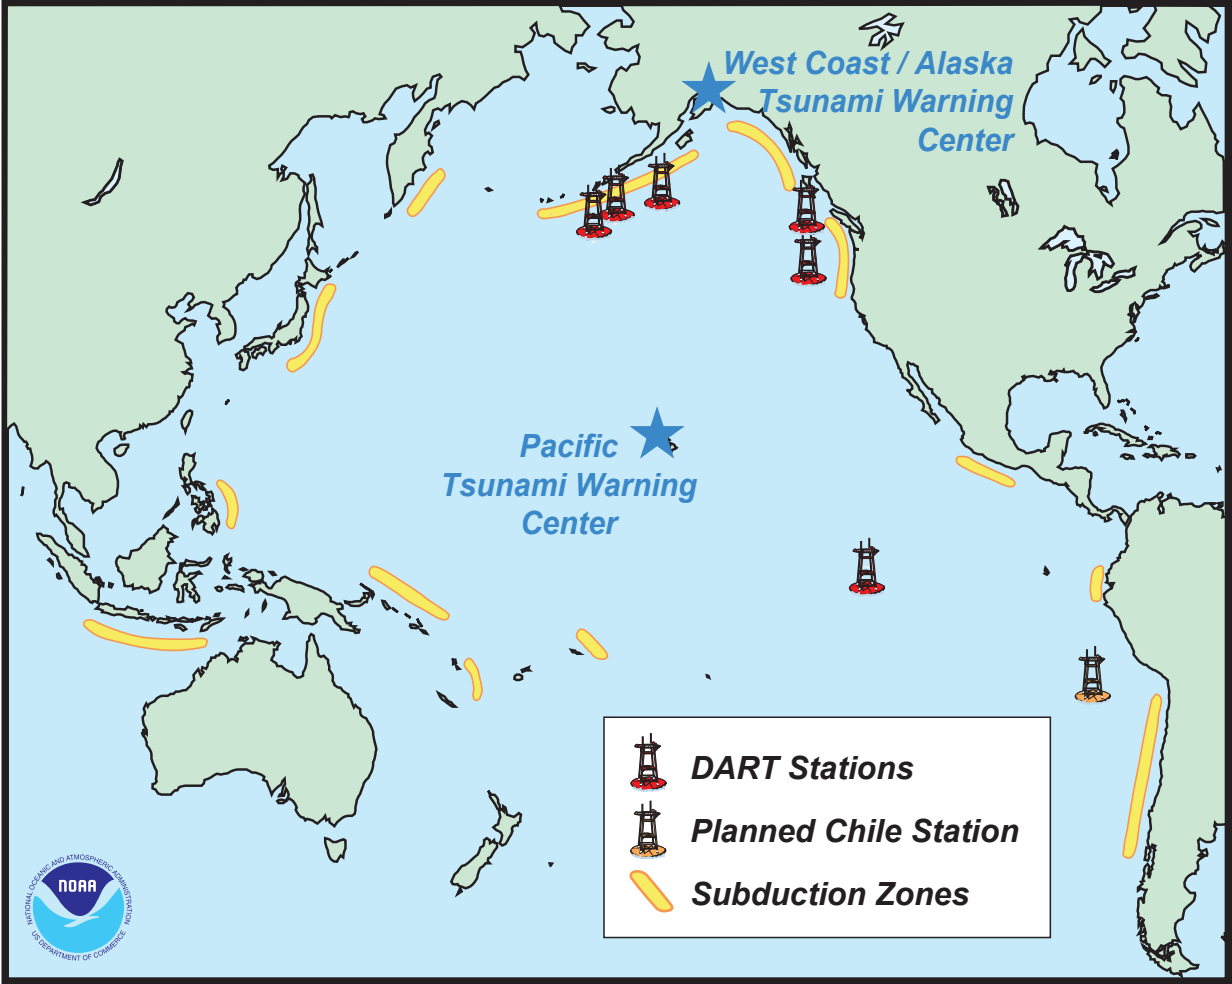 West Coast / Alaska
Tsunami Warning
Center
Pacific
Tsunami Warning
Center
DART Stations
Planned Chile Station
Subduction Zones
NATIONAL OCEANIC AND ATMOSPHERIC ADMINISTRATION
NOAA
US DEPARTMENT OF COMMERCE